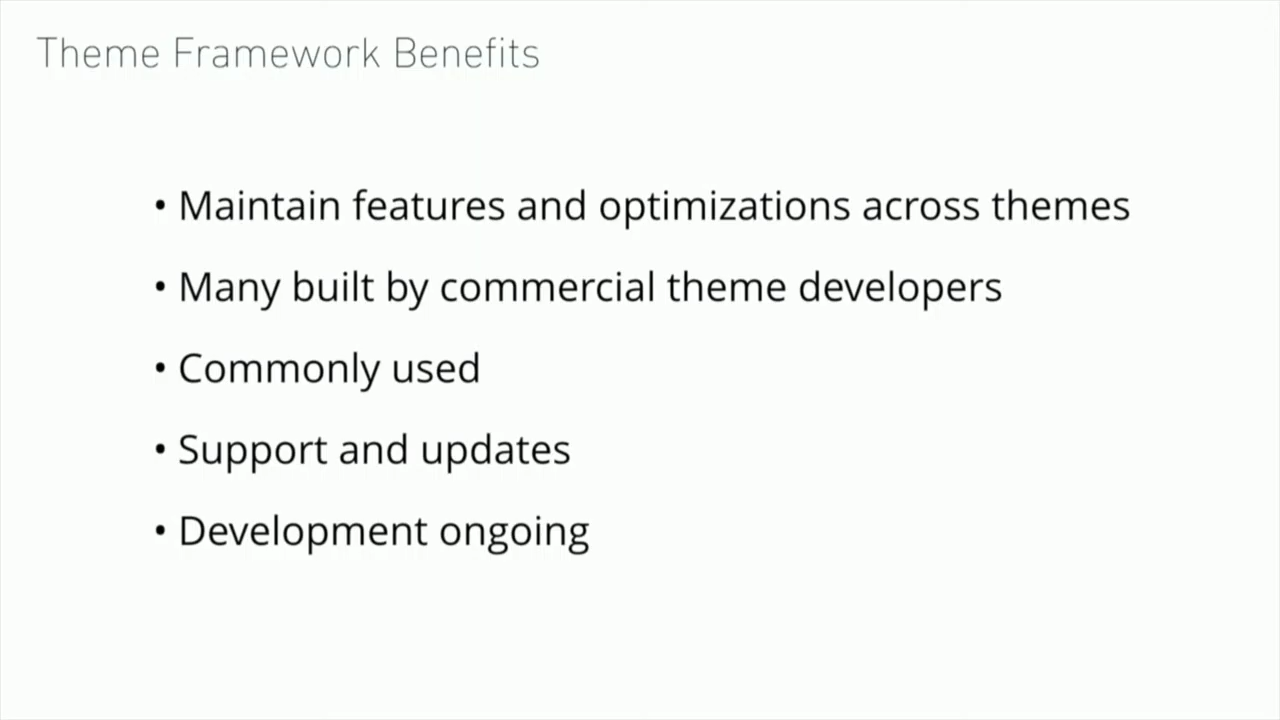 Theme Framework Benefits
• Maintain features and optimizations across themes
• Many built by commercial theme developers
• Commonly used
• Support and updates
• Development ongoing